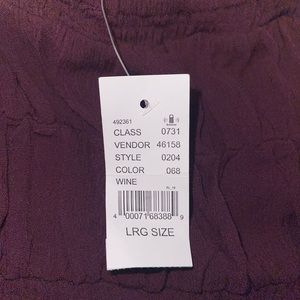 492361
CLASS 0731
VENDOR 46158
STYLE 0204
COLOR 068
WINE
4 00071 68388 9
LRG SIZE